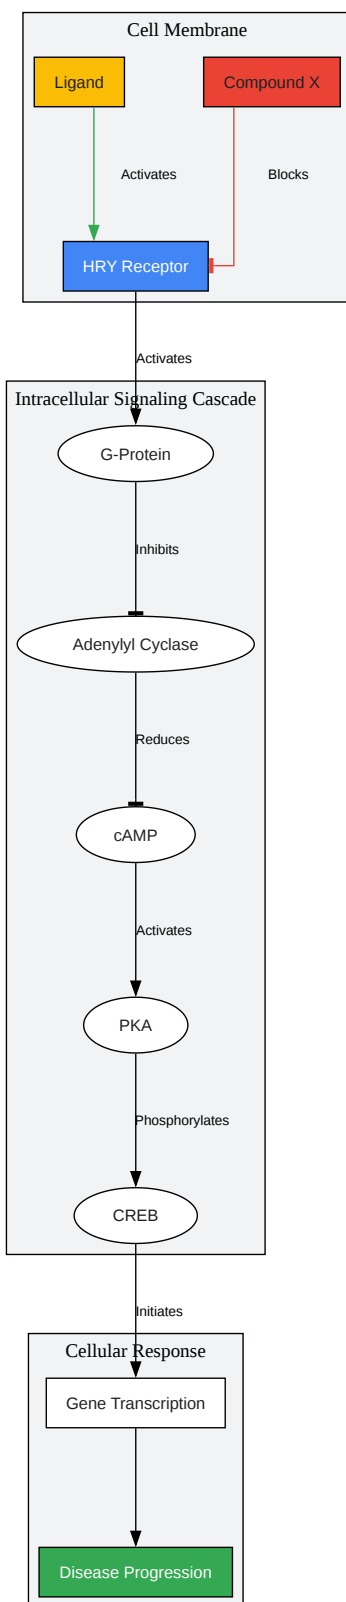 Cell Membrane
Ligand
Compound X
Activates
Blocks
HRY Receptor
Activates
Intracellular Signaling Cascade
G-Protein
Inhibits
Adenylyl Cyclase
Reduces
cAMP
Activates
PKA
Phosphorylates
CREB
Initiates
Cellular Response
Gene Transcription
Disease Progression